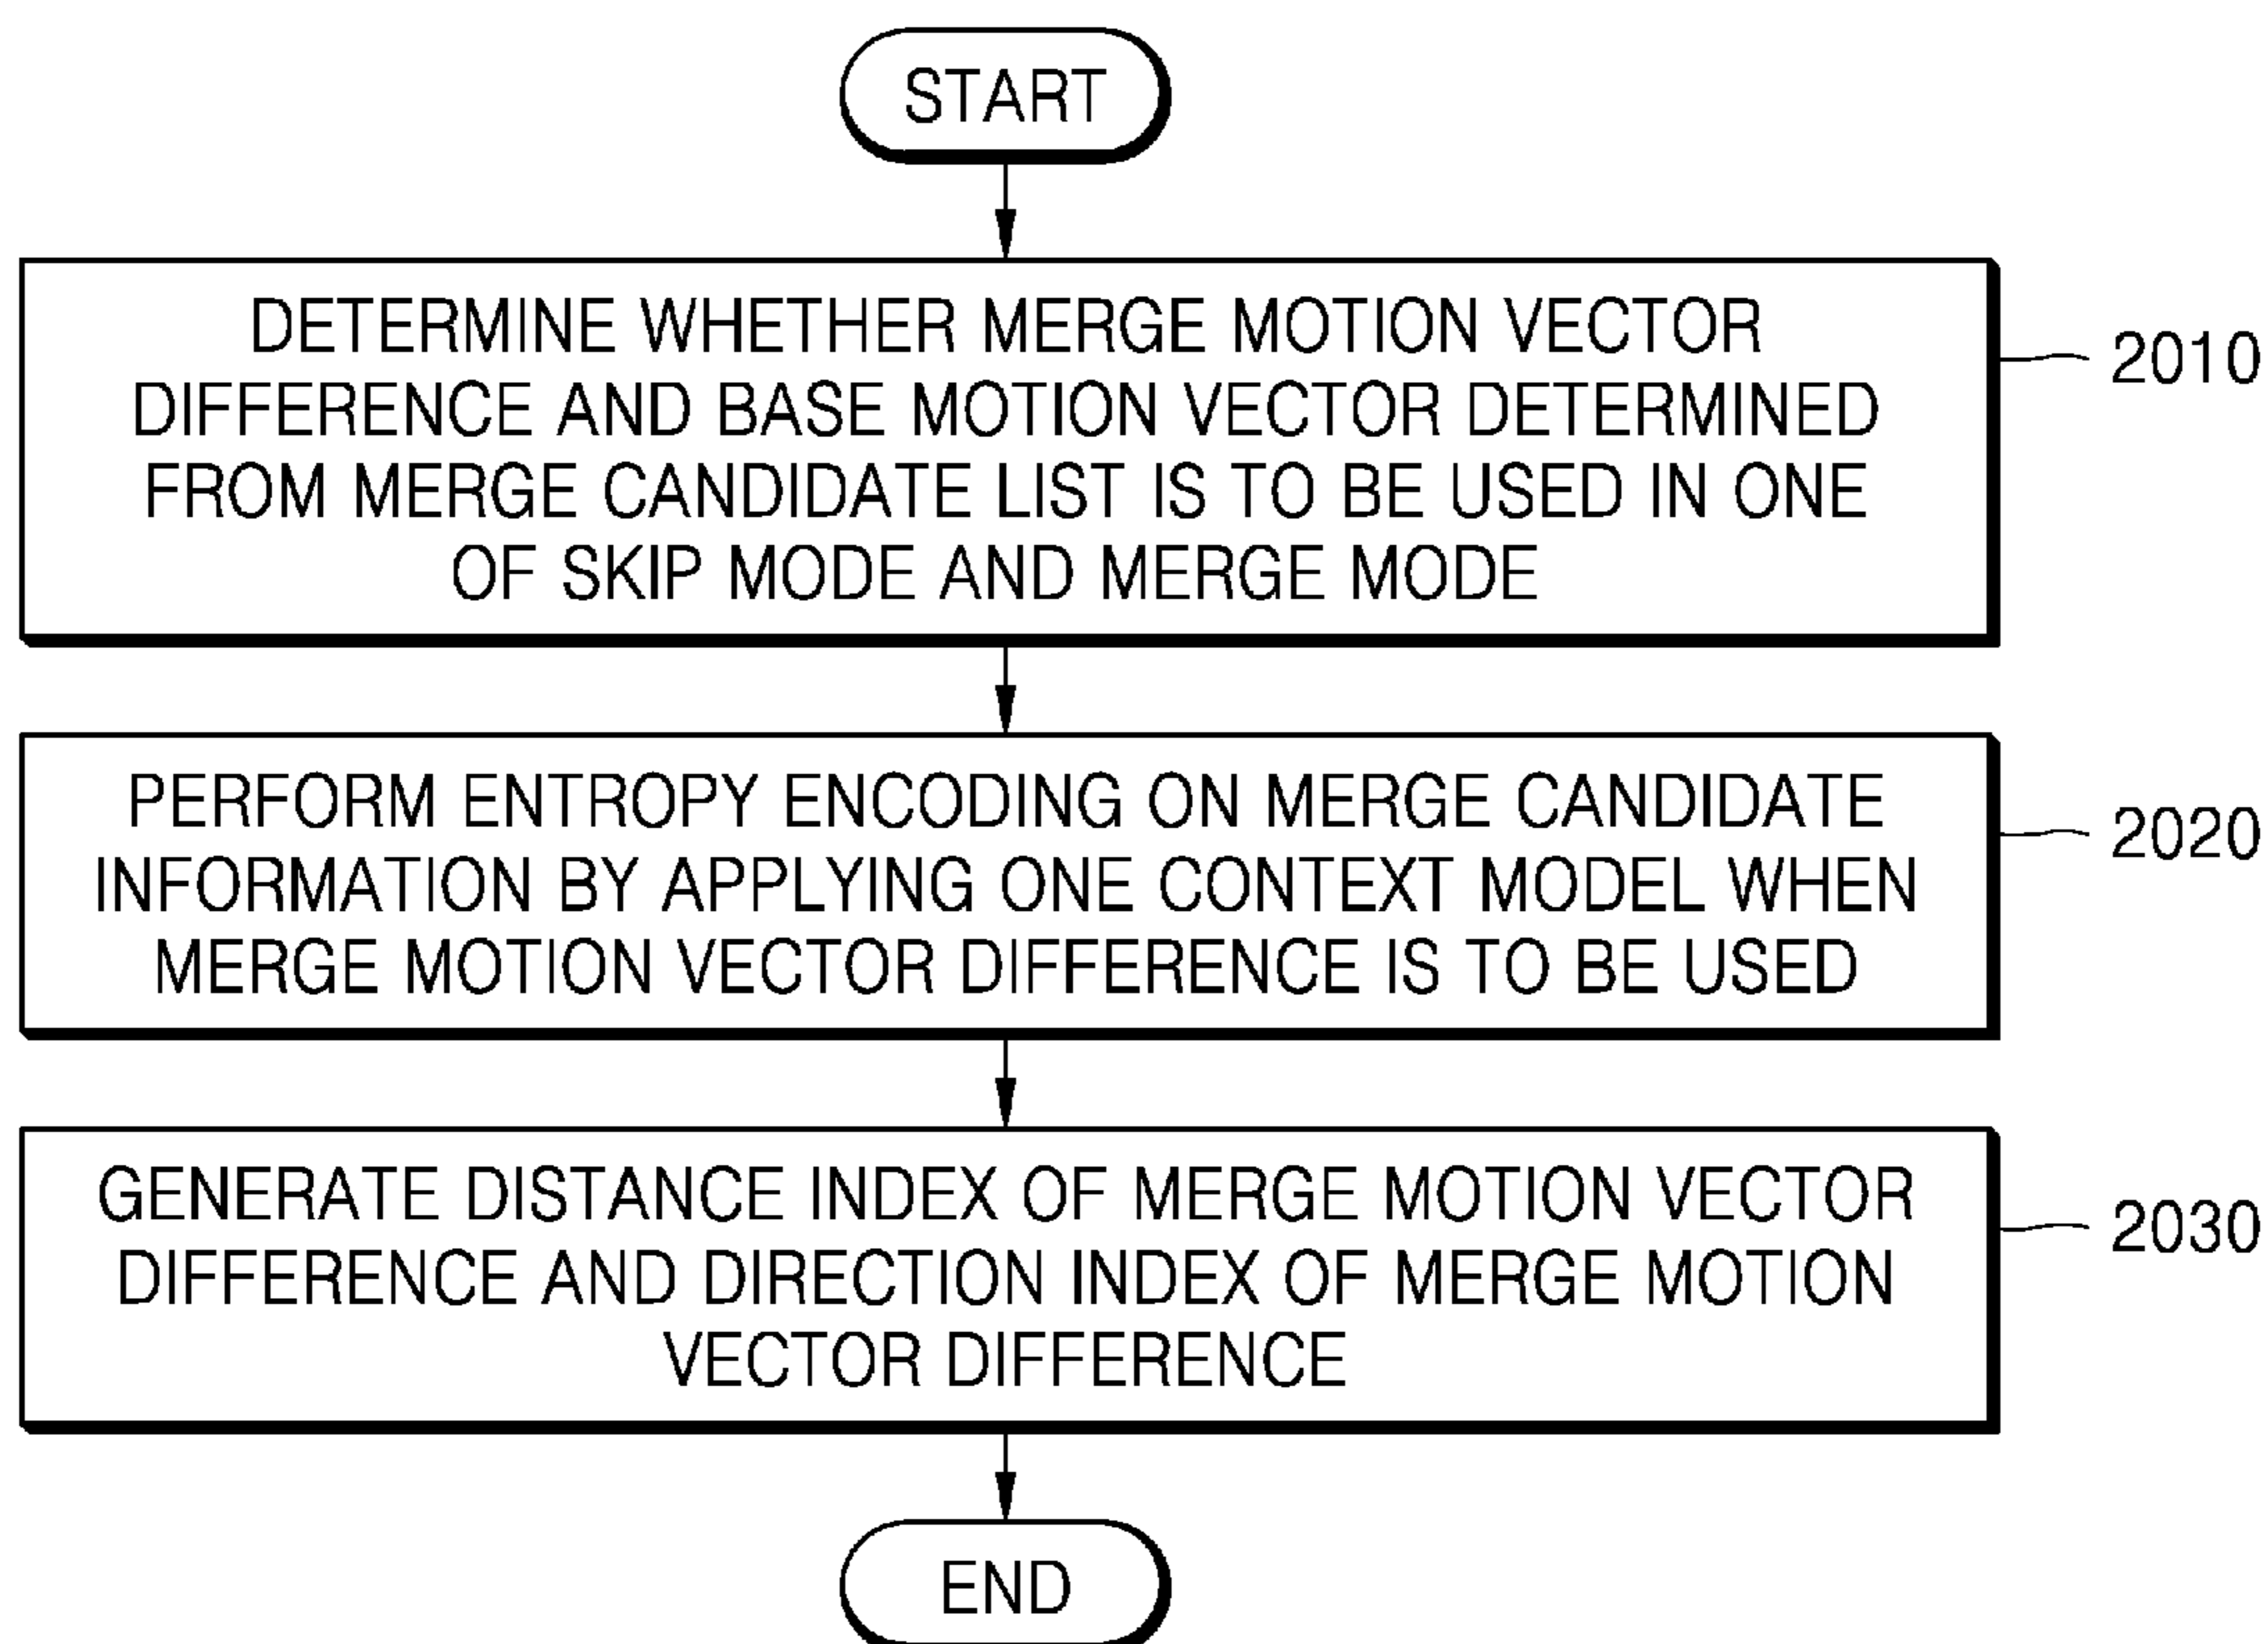 START
DETERMINE WHETHER MERGE MOTION VECTOR
DIFFERENCE AND BASE MOTION VECTOR DETERMINED
FROM MERGE CANDIDATE LIST IS TO BE USED IN ONE
OF SKIP MODE AND MERGE MODE
2010
PERFORM ENTROPY ENCODING ON MERGE CANDIDATE
INFORMATION BY APPLYING ONE CONTEXT MODEL WHEN
MERGE MOTION VECTOR DIFFERENCE IS TO BE USED
2020
GENERATE DISTANCE INDEX OF MERGE MOTION VECTOR
DIFFERENCE AND DIRECTION INDEX OF MERGE MOTION
VECTOR DIFFERENCE
2030
END